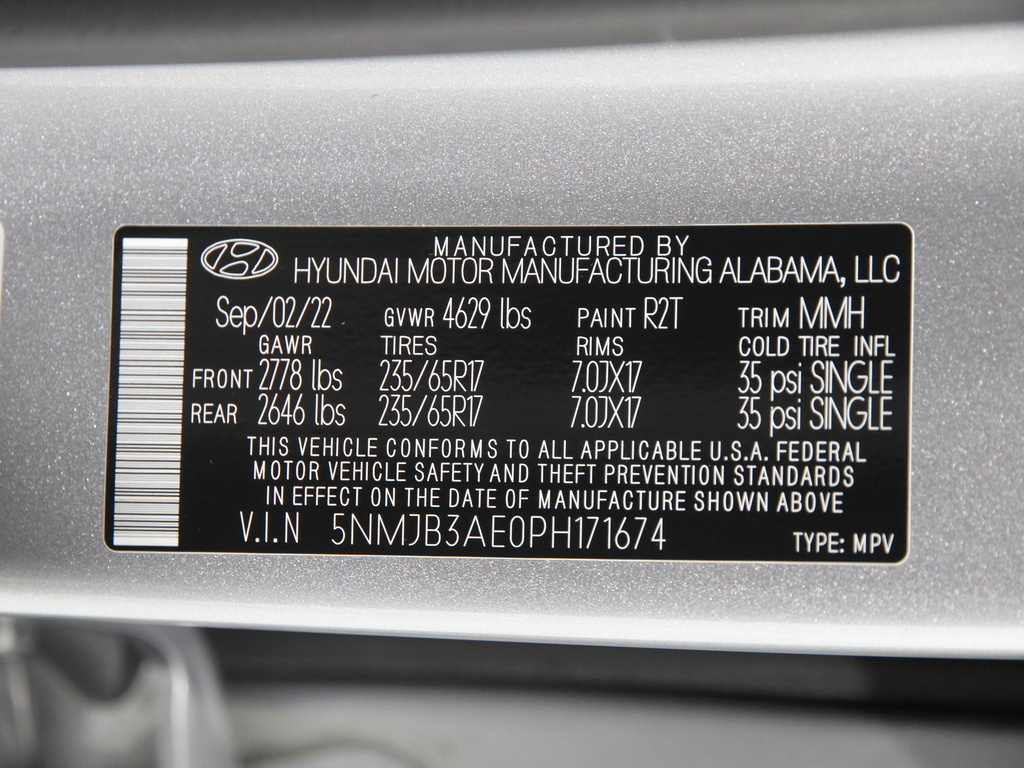 MANUFACTURED BY
HYUNDAI MOTOR MANUFACTURING ALABAMA, LLC
Sep/02/22 GVWR 4629 lbs PAINT R2T TRIM MMH
GAWR TIRES RIMS COLD TIRE INFL
FRONT 2778 lbs 235/65R17 7.0JX17 35 psi SINGLE
REAR 2646 lbs 235/65R17 7.0JX17 35 psi SINGLE
THIS VEHICLE CONFORMS TO ALL APPLICABLE U.S.A. FEDERAL
MOTOR VEHICLE SAFETY AND THEFT PREVENTION STANDARDS
IN EFFECT ON THE DATE OF MANUFACTURE SHOWN ABOVE
V.I.N 5NMJB3AE0PH171674 TYPE: MPV